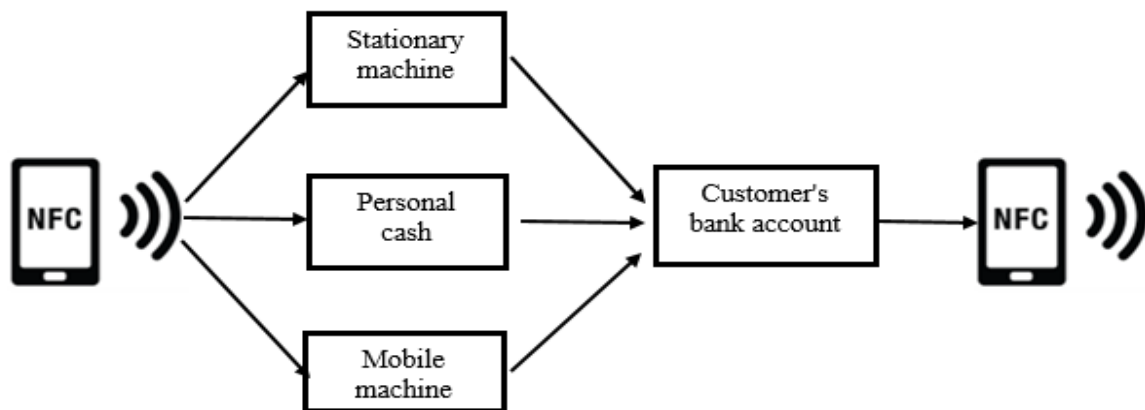 Stationary
machine
NFC
Personal
cash
Customer's
bank account
NFC
Mobile
machine